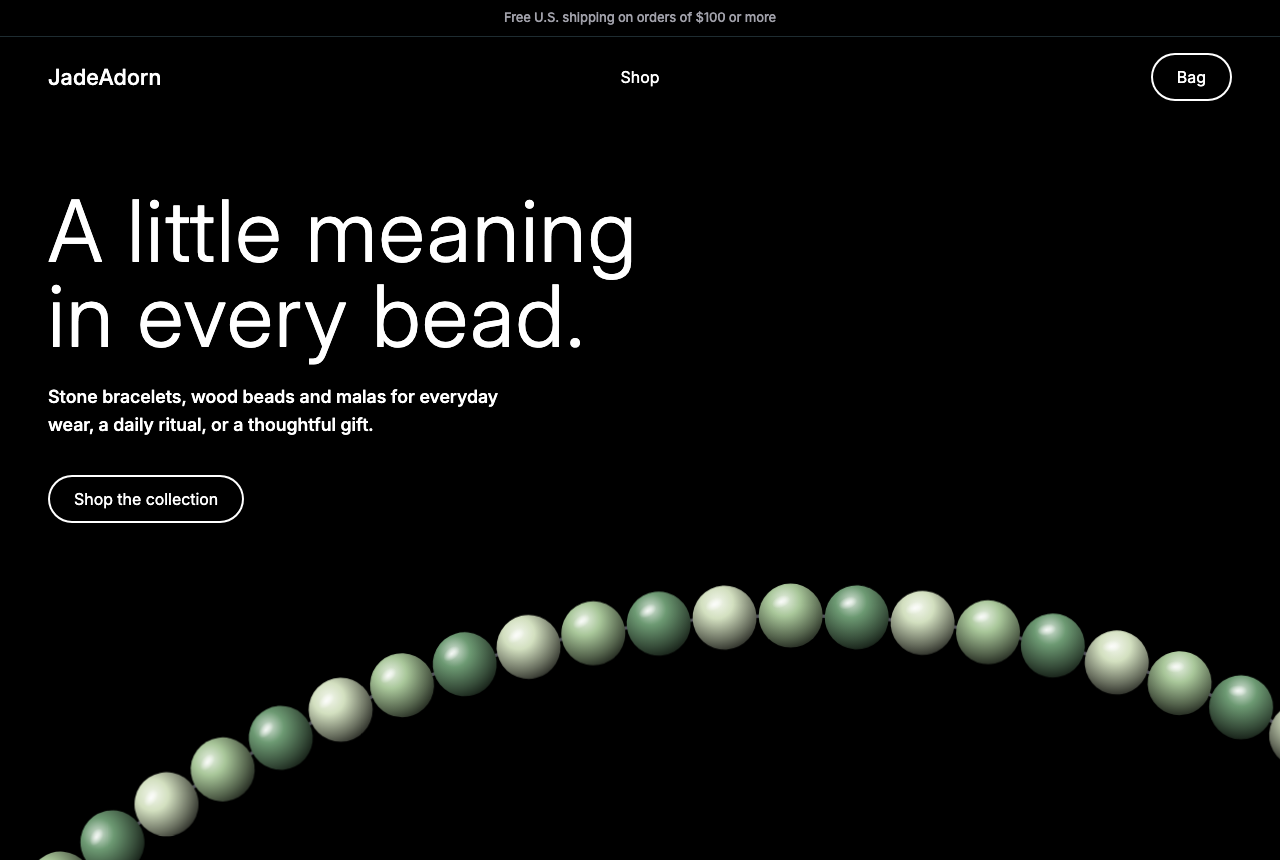 Free U.S. shipping on orders of $100 or more
JadeAdorn
Shop
Bag
A little meaning
in every bead.
Stone bracelets, wood beads and malas for everyday
wear, a daily ritual, or a thoughtful gift.
Shop the collection